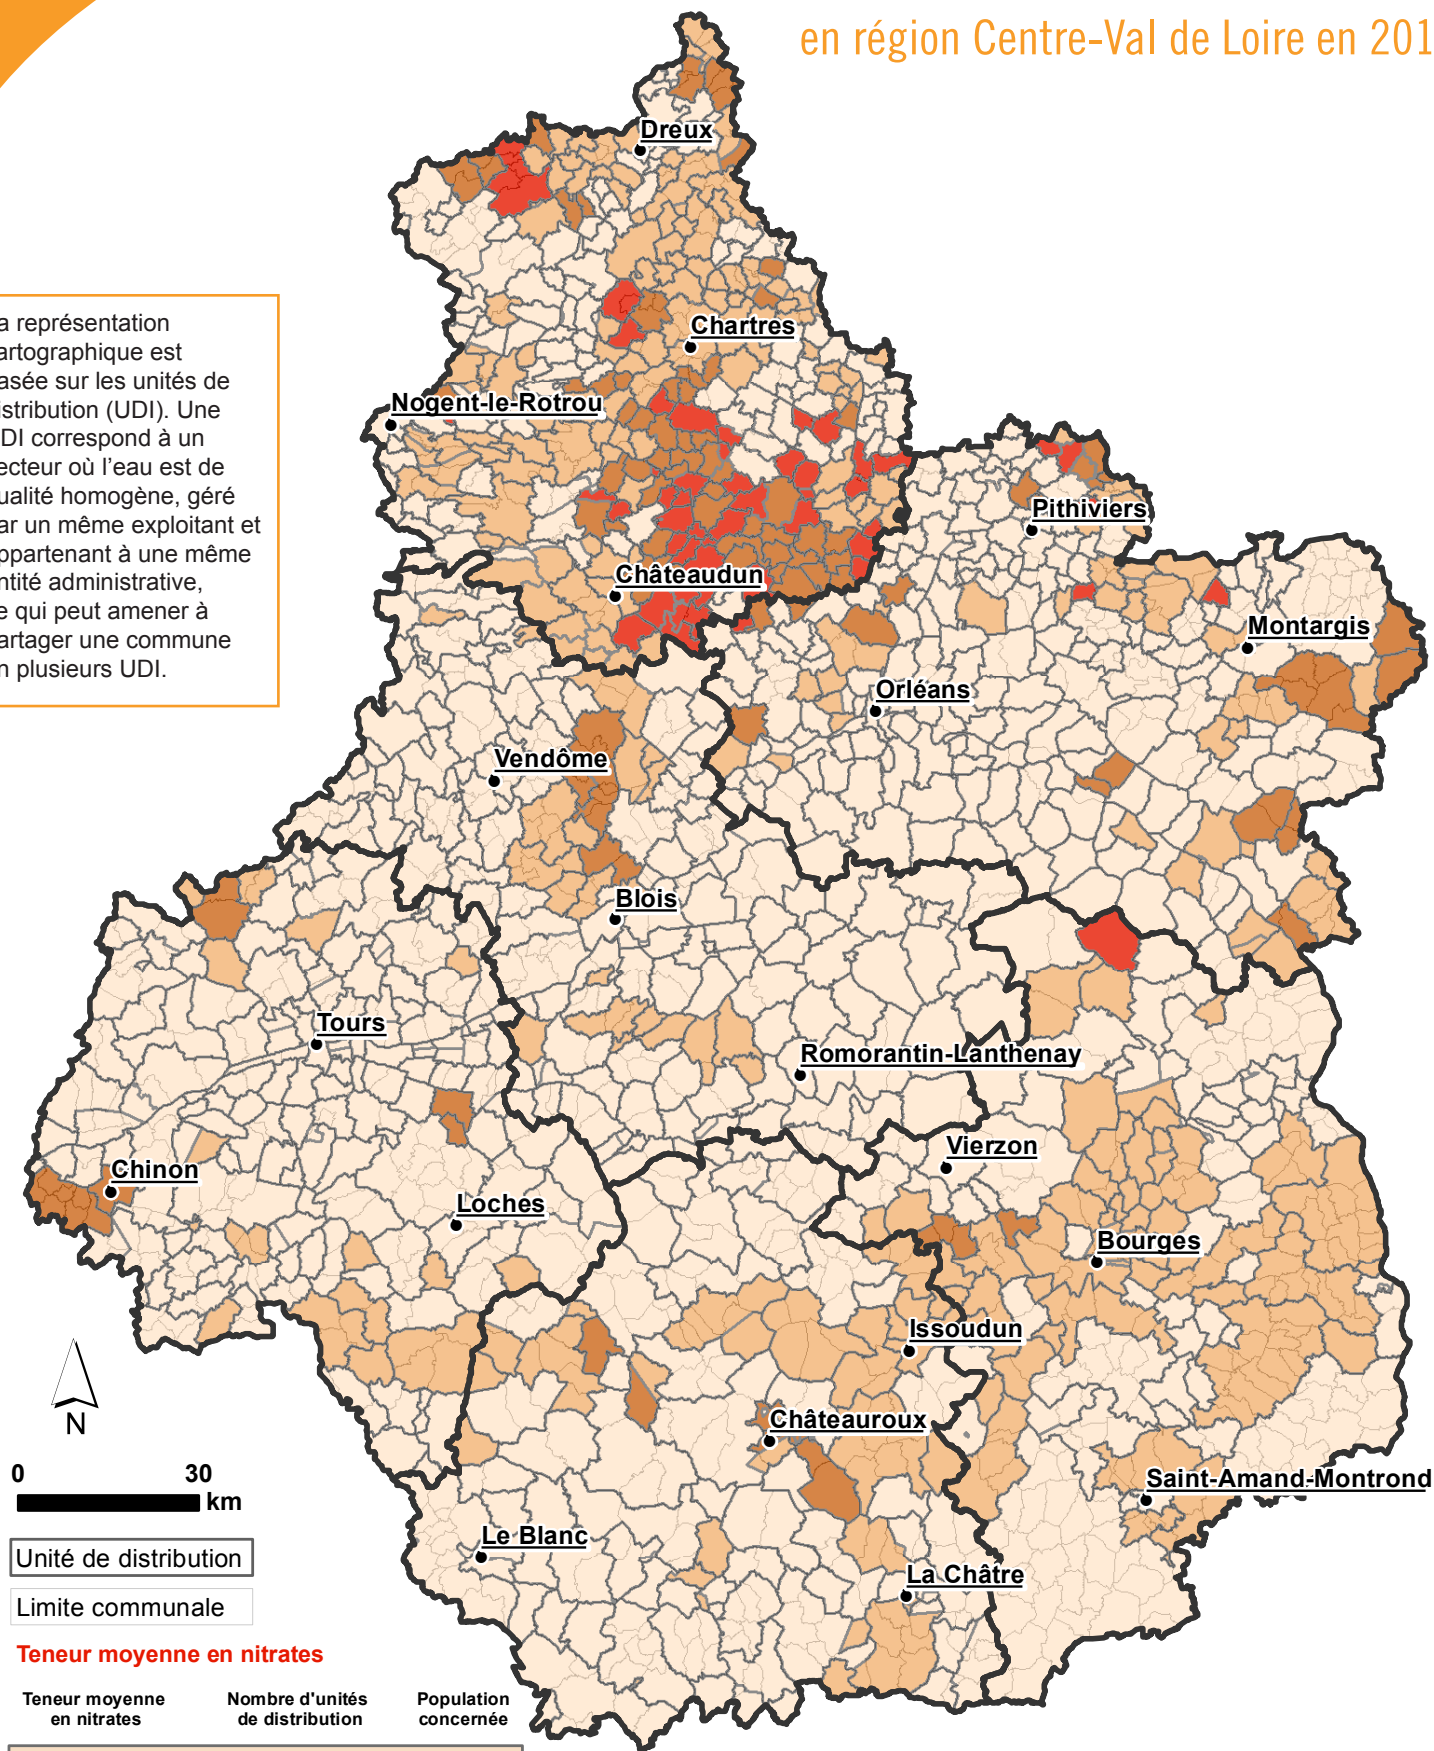 en région Centre-Val de Loire en 201
a représentation
artographique est
asée sur les unités de
istribution (UDI). Une
DI correspond à un
ecteur où l'eau est de
ualité homogène, géré
ar un même exploitant et
ppartenant à une même
ntité administrative,
e qui peut amener à
artager une commune
n plusieurs UDI.
Dreux
Chartres
Nogent-le-Rotrou
Pithiviers
Châteaudun
Montargis
Orléans
Vendôme
Blois
Tours
Romorantin-Lanthenay
Vierzon
Chinon
Loches
Bourges
Issoudun
Châteauroux
Saint-Amand-Montrond
Le Blanc
La Châtre
N
0 30
km
Unité de distribution
Limite communale
Teneur moyenne en nitrates
Teneur moyenne en nitrates
Nombre d'unités de distribution
Population concernée